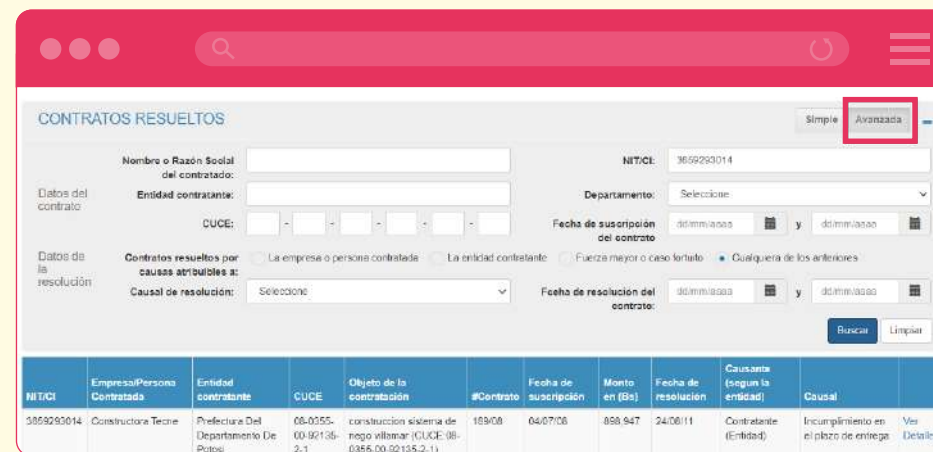 CONTRATOS RESUELTOS
Simple Avanzada
Nombre o Razón Social del contratado:
NIT/CI: 3659293014
Datos del contrato
Entidad contratante:
Departamento: Seleccione
CUCE: - - - - -
Fecha de suscripción del contrato dd/mm/aaaa y dd/mm/aaaa
Datos de la resolución
Contratos resueltos por causas atribuibles a: La empresa o persona contratada La entidad contratante Fuerza mayor o caso fortuito Cualquiera de los anteriores
Causal de resolución: Seleccione
Fecha de resolución del contrato: dd/mm/aaaa y dd/mm/aaaa
Buscar Limpiar
NIT/CI Empresa/Persona Contratada Entidad contratante CUCE Objeto de la contratación #Contrato Fecha de suscripción Monto en (Bs) Fecha de resolución Causante (segun la entidad) Causal
3659293014 Constructora Tecne Prefectura Del Departamento De Potosi 08-0355-00-92135-2-1 construccion sistema de riego villamar (CUCE:08-0355-00-92135-2-1) 189/08 04/07/08 898,947 24/08/11 Contratante (Entidad) Incumplimiento en el plazo de entrega Ver Detalle